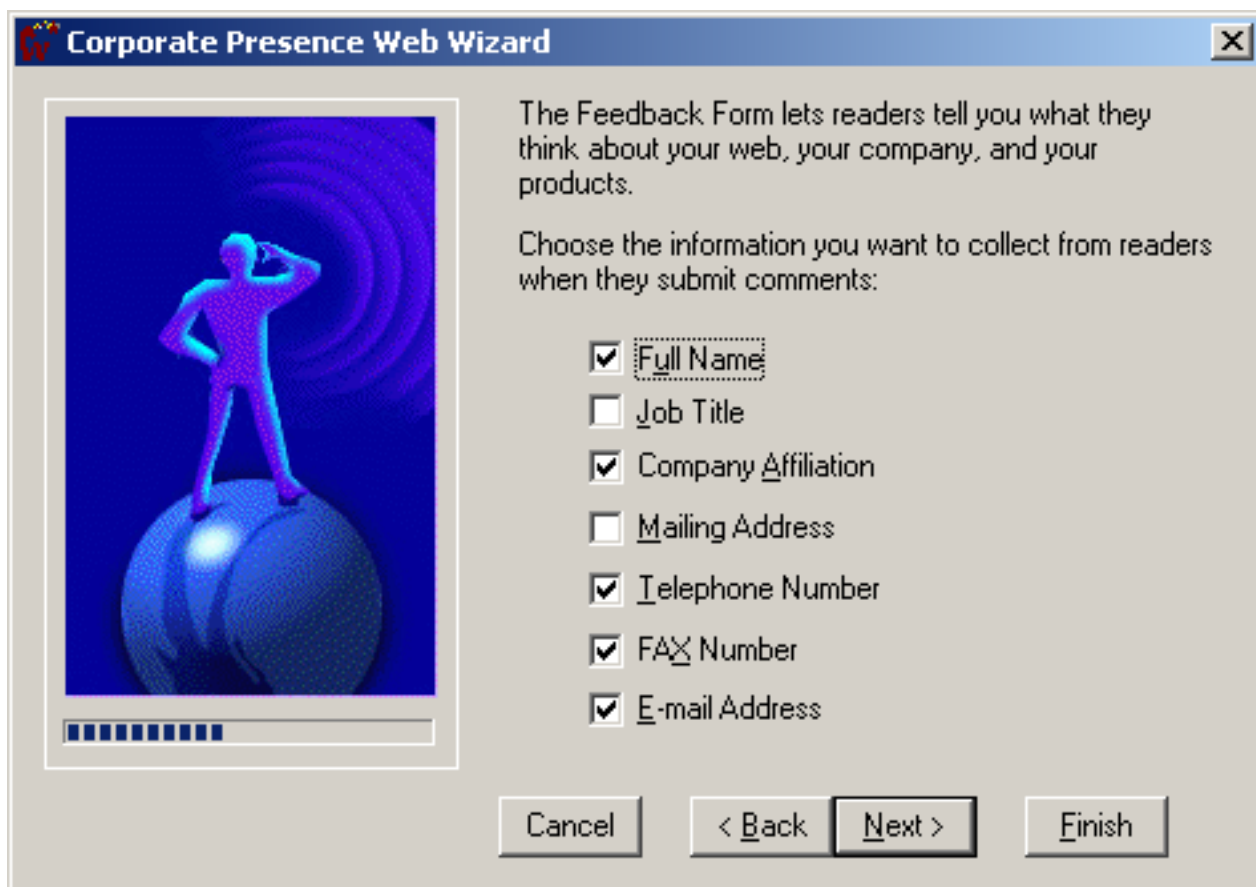 Corporate Presence Web Wizard
The Feedback Form lets readers tell you what they
think about your web, your company, and your
products.
Choose the information you want to collect from readers
when they submit comments:
Full Name
Job Title
Company Affiliation
Mailing Address
Telephone Number
FAX Number
E-mail Address
Cancel
< Back
Next >
Finish